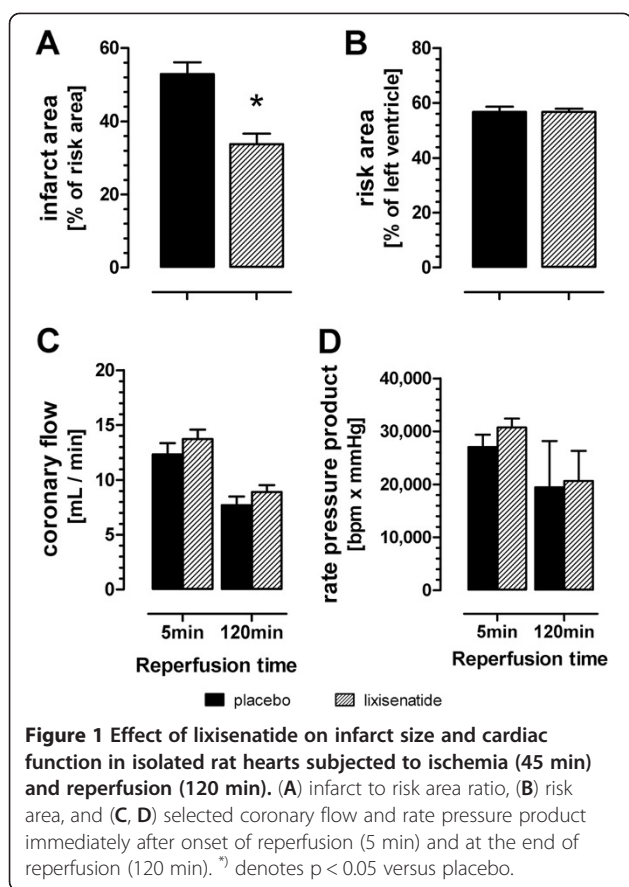 A
infarct area
[% of risk area]
60
40
20
0
*
B
risk area
[% of left ventricle]
80
60
40
20
0
C
coronary flow
[mL / min]
20
15
10
5
0
5min 120min
Reperfusion time
D
rate pressure product
[bpm x mmHg]
40,000
30,000
20,000
10,000
0
5min 120min
Reperfusion time
placebo lixisenatide
Figure 1 Effect of lixisenatide on infarct size and cardiac
function in isolated rat hearts subjected to ischemia (45 min)
and reperfusion (120 min). (A) infarct to risk area ratio, (B) risk
area, and (C, D) selected coronary flow and rate pressure product
immediately after onset of reperfusion (5 min) and at the end of
reperfusion (120 min). *) denotes p < 0.05 versus placebo.